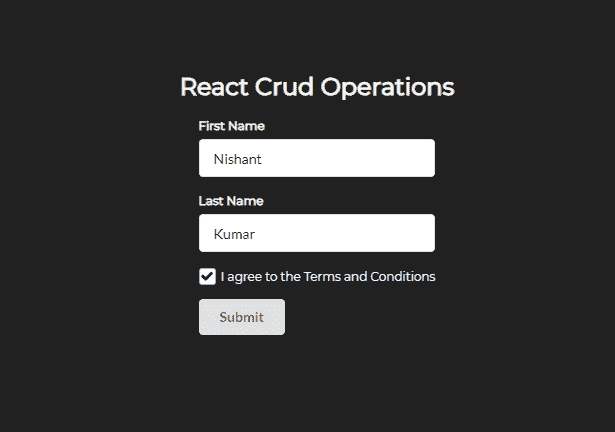 React Crud Operations
First Name
Nishant
Last Name
Kumar
I agree to the Terms and Conditions
Submit